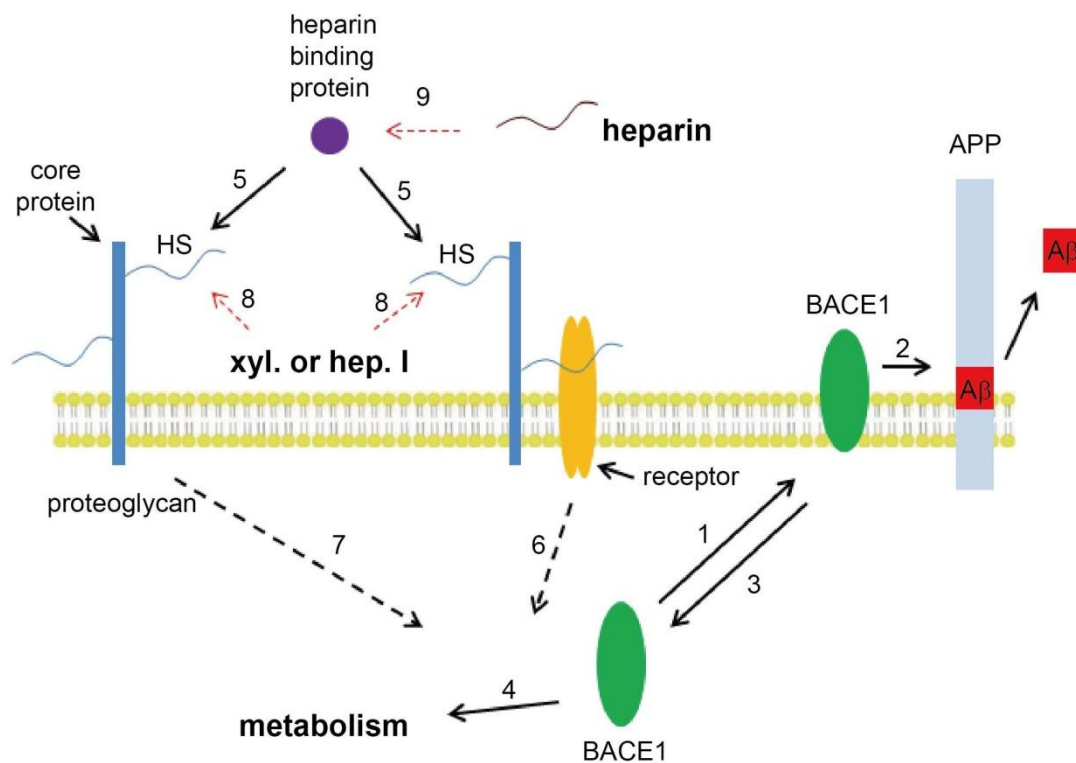 heparin
binding
protein
9
heparin
APP
core
protein
5
5
HS
HS
Aβ
8
8
BACE1
2
xyl. or hep. I
Aβ
receptor
proteoglycan
7
6
1
3
4
metabolism
BACE1